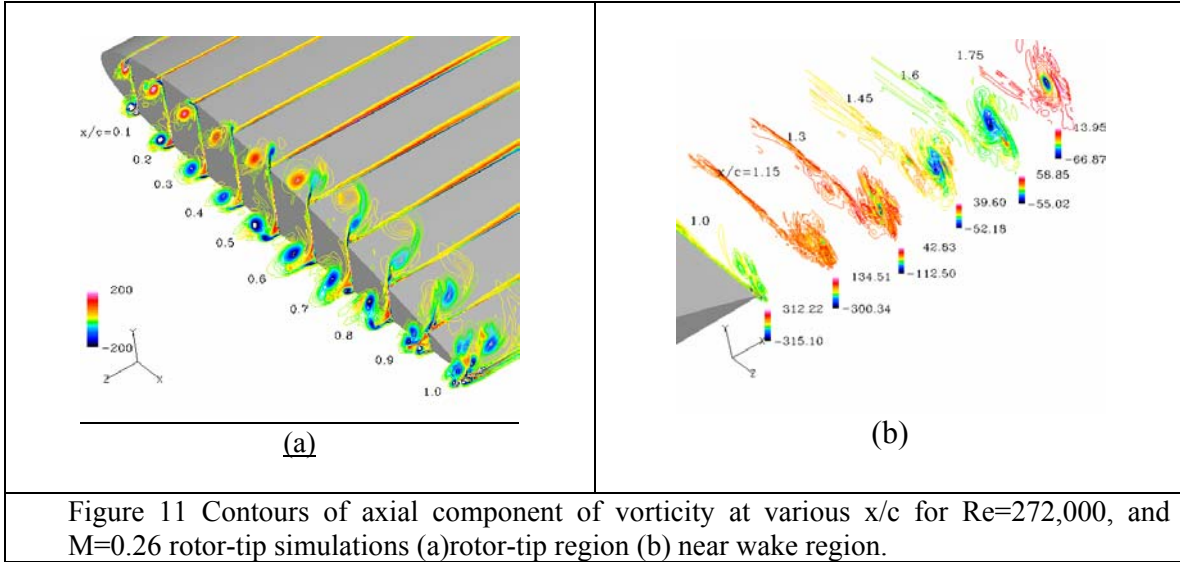 x/c=0.1
0.2
0.3
0.4
0.5
0.6
0.7
0.8
0.9
1.0
200
-200
Y
Z X
(a)
1.75
1.6
1.45
1.3
x/c=1.15
1.0
13.95
-66.87
58.85
-55.02
39.60
-52.18
42.83
-112.50
134.51
-300.34
312.22
-315.10
Y
X
Z
(b)
Figure 11 Contours of axial component of vorticity at various x/c for Re=272,000, and
M=0.26 rotor-tip simulations (a)rotor-tip region (b) near wake region.